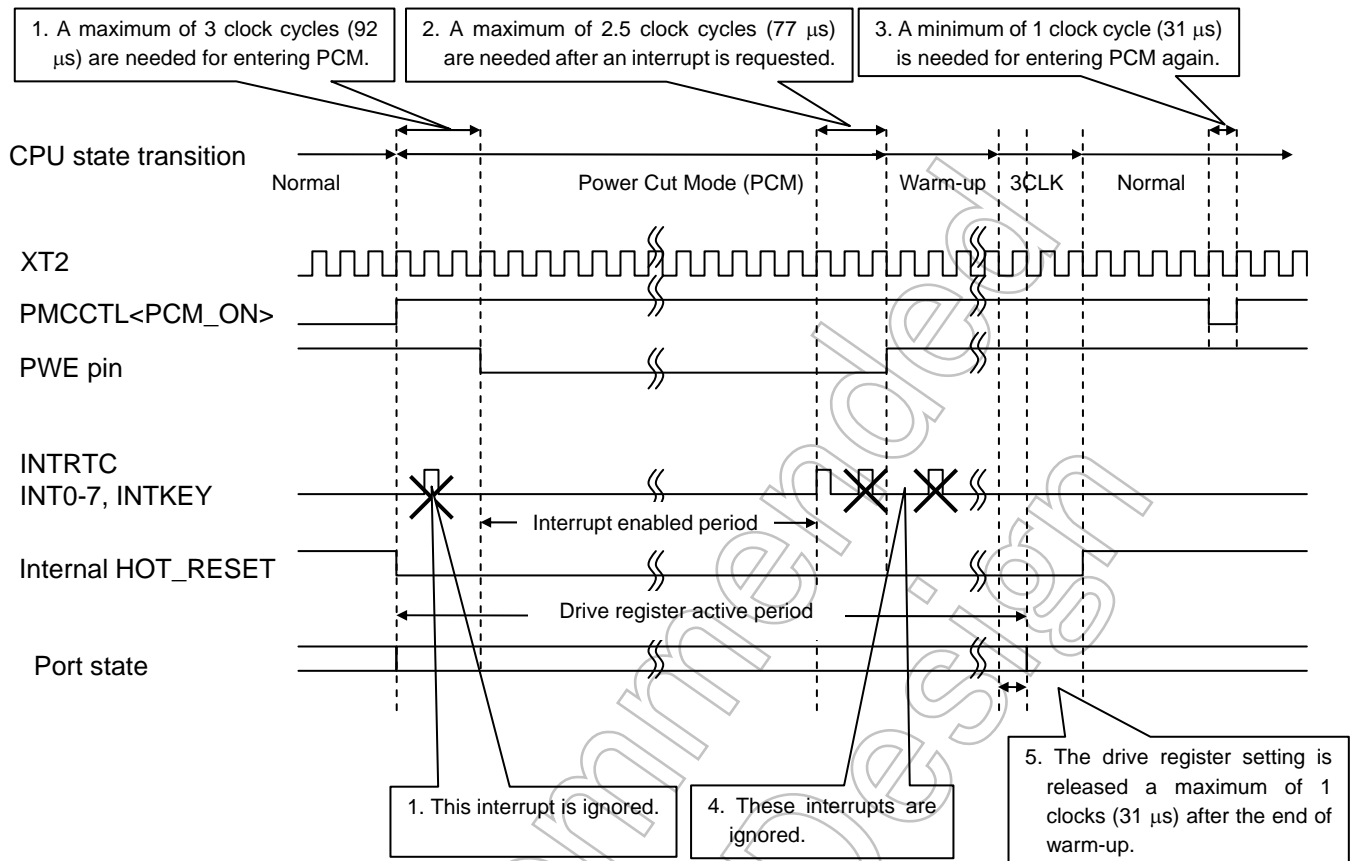 1. A maximum of 3 clock cycles (92
μs) are needed for entering PCM.
2. A maximum of 2.5 clock cycles (77 μs)
are needed after an interrupt is requested.
3. A minimum of 1 clock cycle (31 μs)
is needed for entering PCM again.
CPU state transition
Normal
Power Cut Mode (PCM)
Warm-up
3CLK
Normal
XT2
PMCCTL<PCM_ON>
PWE pin
INTRTC
INT0-7, INTKEY
Interrupt enabled period
Internal HOT_RESET
Drive register active period
Port state
1. This interrupt is ignored.
4. These interrupts are
ignored.
5. The drive register setting is
released a maximum of 1
clocks (31 μs) after the end of
warm-up.
mmended
Design